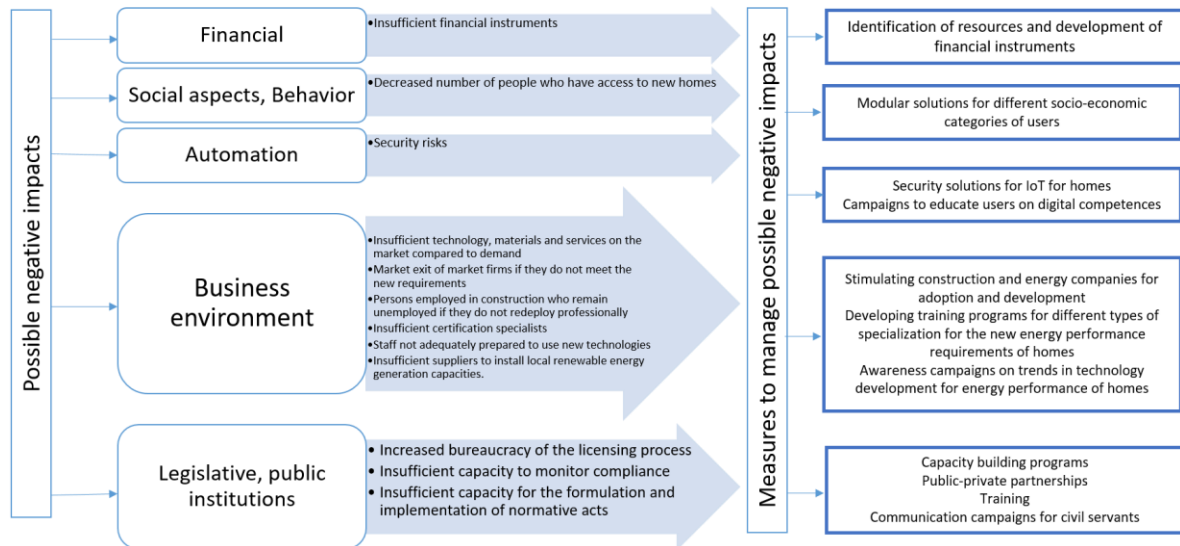 Possible negative impacts
Financial
•Insufficient financial instruments
Social aspects, Behavior
•Decreased number of people who have access to new homes
Automation
•Security risks
Business
environment
•Insufficient technology, materials and services on the
market compared to demand
•Market exit of market firms if they do not meet the
new requirements
•Persons employed in construction who remain
unemployed if they do not redeploy professionally
•Insufficient certification specialists
•Staff not adequately prepared to use new technologies
•Insufficient suppliers to install local renewable energy
generation capacities.
Legislative, public
institutions
• Increased bureaucracy of the licensing process
• Insufficient capacity to monitor compliance
• Insufficient capacity for the formulation and
implementation of normative acts
Measures to manage possible negative impacts
Identification of resources and development of
financial instruments
Modular solutions for different socio-economic
categories of users
Security solutions for IoT for homes
Campaigns to educate users on digital competences
Stimulating construction and energy companies for
adoption and development
Developing training programs for different types of
specialization for the new energy performance
requirements of homes
Awareness campaigns on trends in technology
development for energy performance of homes
Capacity building programs
Public-private partnerships
Training
Communication campaigns for civil servants